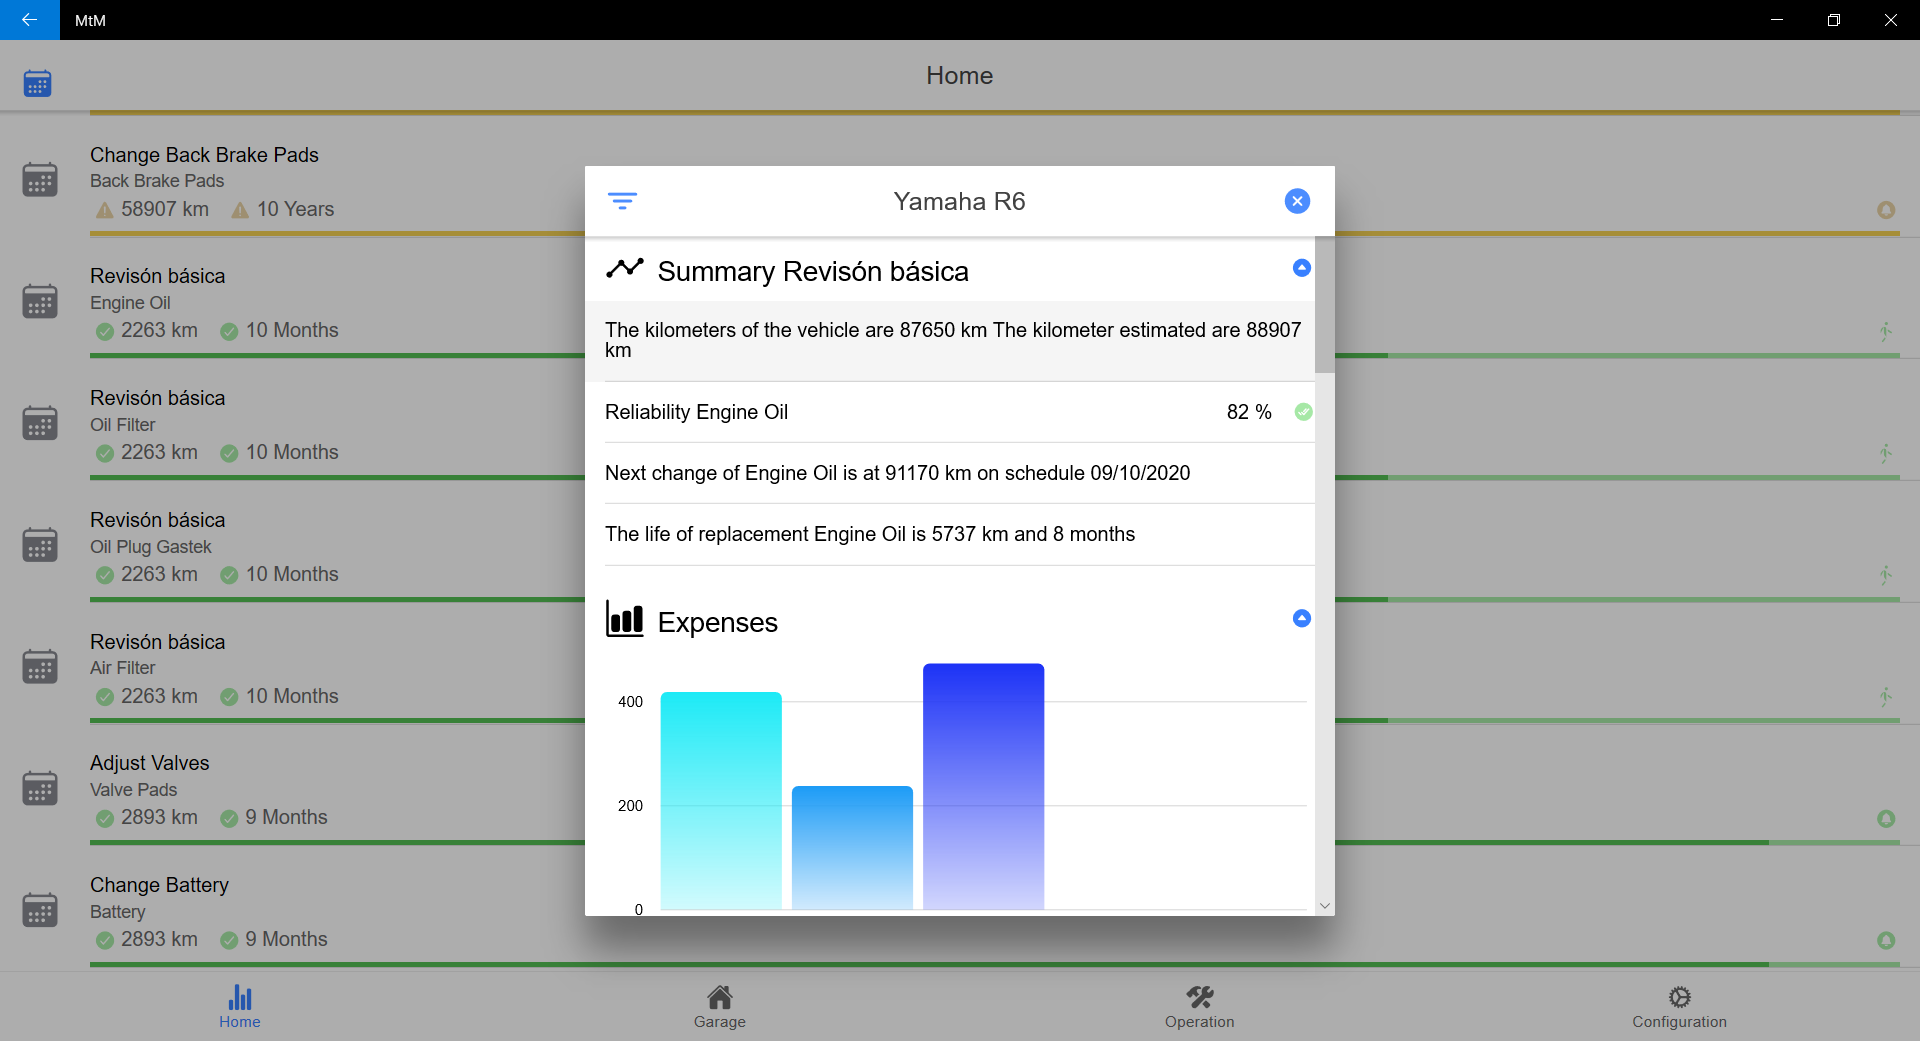 MtM
Home
Change Back Brake Pads
Back Brake Pads
58907 km 10 Years
Revisón básica
Engine Oil
2263 km 10 Months
Revisón básica
Oil Filter
2263 km 10 Months
Revisón básica
Oil Plug Gastek
2263 km 10 Months
Revisón básica
Air Filter
2263 km 10 Months
Adjust Valves
Valve Pads
2893 km 9 Months
Change Battery
Battery
2893 km 9 Months
Yamaha R6
Summary Revisón básica
The kilometers of the vehicle are 87650 km The kilometer estimated are 88907
km
Reliability Engine Oil 82 %
Next change of Engine Oil is at 91170 km on schedule 09/10/2020
The life of replacement Engine Oil is 5737 km and 8 months
Expenses
400
200
0
Home Garage Operation Configuration